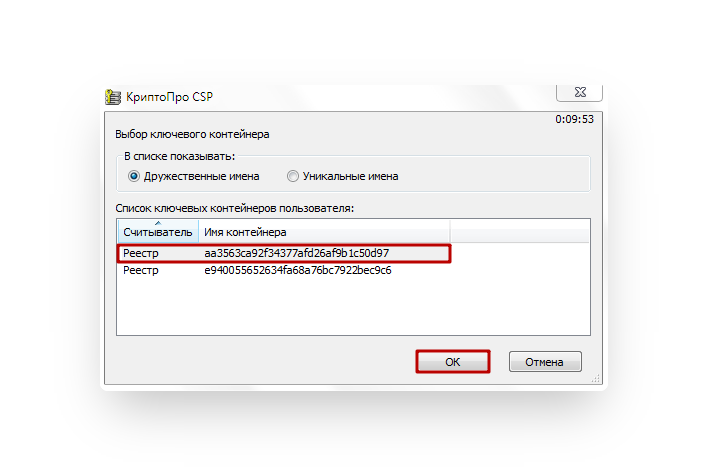 КриптоПро CSP
0:09:53
Выбор ключевого контейнера
В списке показывать:
Дружественные имена Уникальные имена
Список ключевых контейнеров пользователя:
Считыватель Имя контейнера
Реестр aa3563ca92f34377afd26af9b1c50d97
Реестр e940055652634fa68a76bc7922bec9c6
ОК Отмена